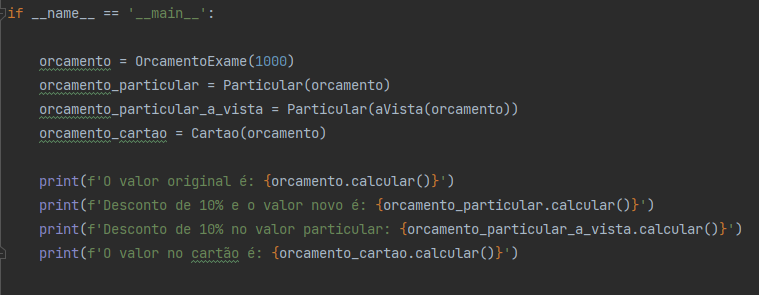 if __name__ == '__main__':
orcamento = OrcamentoExame(1000)
orcamento_particular = Particular(orcamento)
orcamento_particular_a_vista = Particular(aVista(orcamento))
orcamento_cartao = Cartao(orcamento)
print(f'O valor original é: {orcamento.calcular()}')
print(f'Desconto de 10% e o valor novo é: {orcamento_particular.calcular()}')
print(f'Desconto de 10% no valor particular: {orcamento_particular_a_vista.calcular()}')
print(f'O valor no cartão é: {orcamento_cartao.calcular()}')